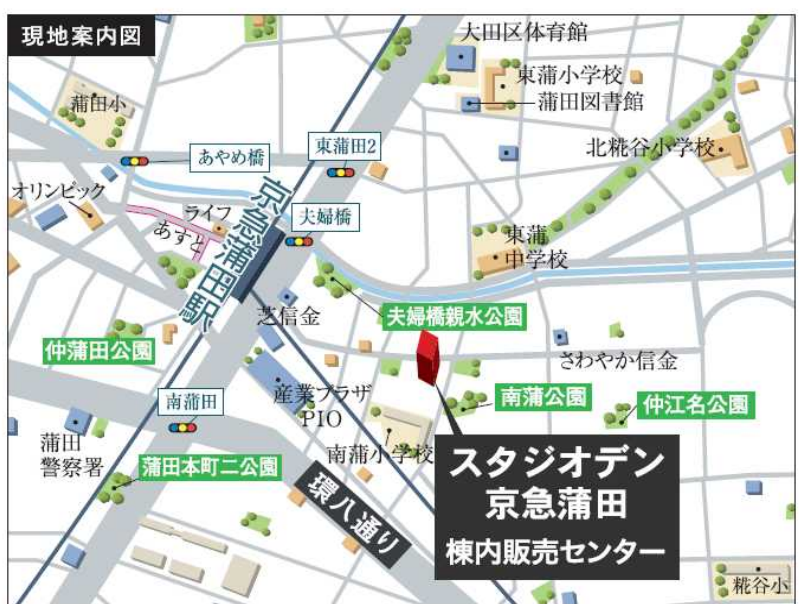 現地案内図
大田区体育館
東蒲小学校
蒲田図書館
蒲田小
あやめ橋
東蒲田2
北糀谷小学校
オリンピック
ライフ
あすと
夫婦橋
京急蒲田駅
東蒲
中学校
芝信金
夫婦橋親水公園
仲蒲田公園
さわやか信金
産業プラザ
PIO
南蒲公園
仲江名公園
南蒲田
蒲田
警察署
南蒲小学校
蒲田本町二公園
環八通り
スタジオデン
京急蒲田
棟内販売センター
糀谷小